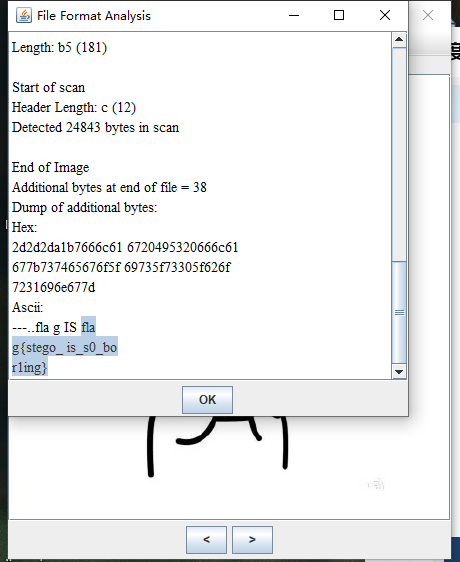 File Format Analysis
Length: b5 (181)
Start of scan
Header Length: c (12)
Detected 24843 bytes in scan
End of Image
Additional bytes at end of file = 38
Dump of additional bytes:
Hex:
2d2d2da1b7666c61 6720495320666c61
677b737465676f5f 69735f73305f626f
7231696e677d
Ascii:
---..fla g IS fla
g{stego_ is_s0_bo
r1ing}
OK
< >